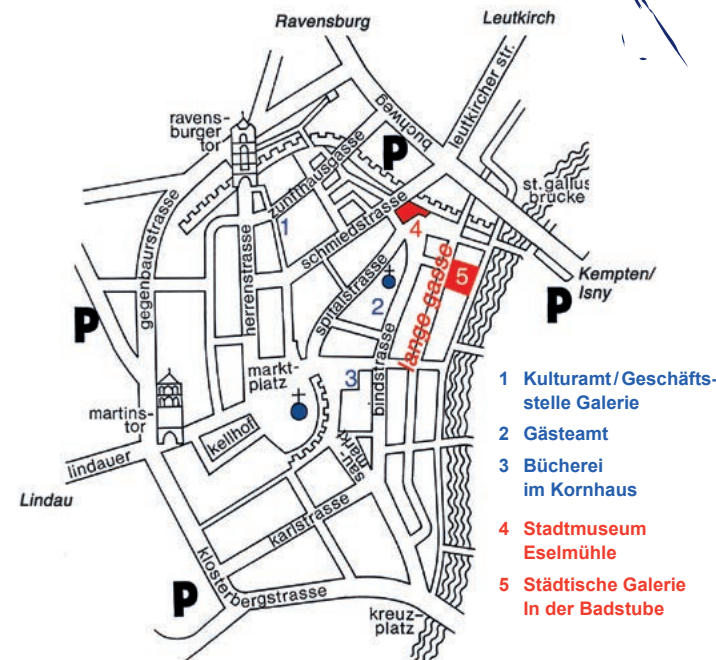 Ravensburg
Leutkirch
ravens-
burger
tor
buchweg
leutkircher str.
P
zunfthausgasse
st.gallus
brücke
1
schmiedstrasse
4
gegenbaurstrasse
herrenstrasse
spitalstrasse
lange gasse
5
Kempten/
Isny
P
2
P
bindstrasse
markt-
platz
3
martins-
tor
kellhof
lindauer
Lindau
sau-
markt
karlstrasse
klosterbergstrasse
P
kreuz-
platz
1 Kulturamt / Geschäfts-
stelle Galerie
2 Gästeamt
3 Bücherei
im Kornhaus
4 Stadtmuseum
Eselmühle
5 Städtische Galerie
In der Badstube